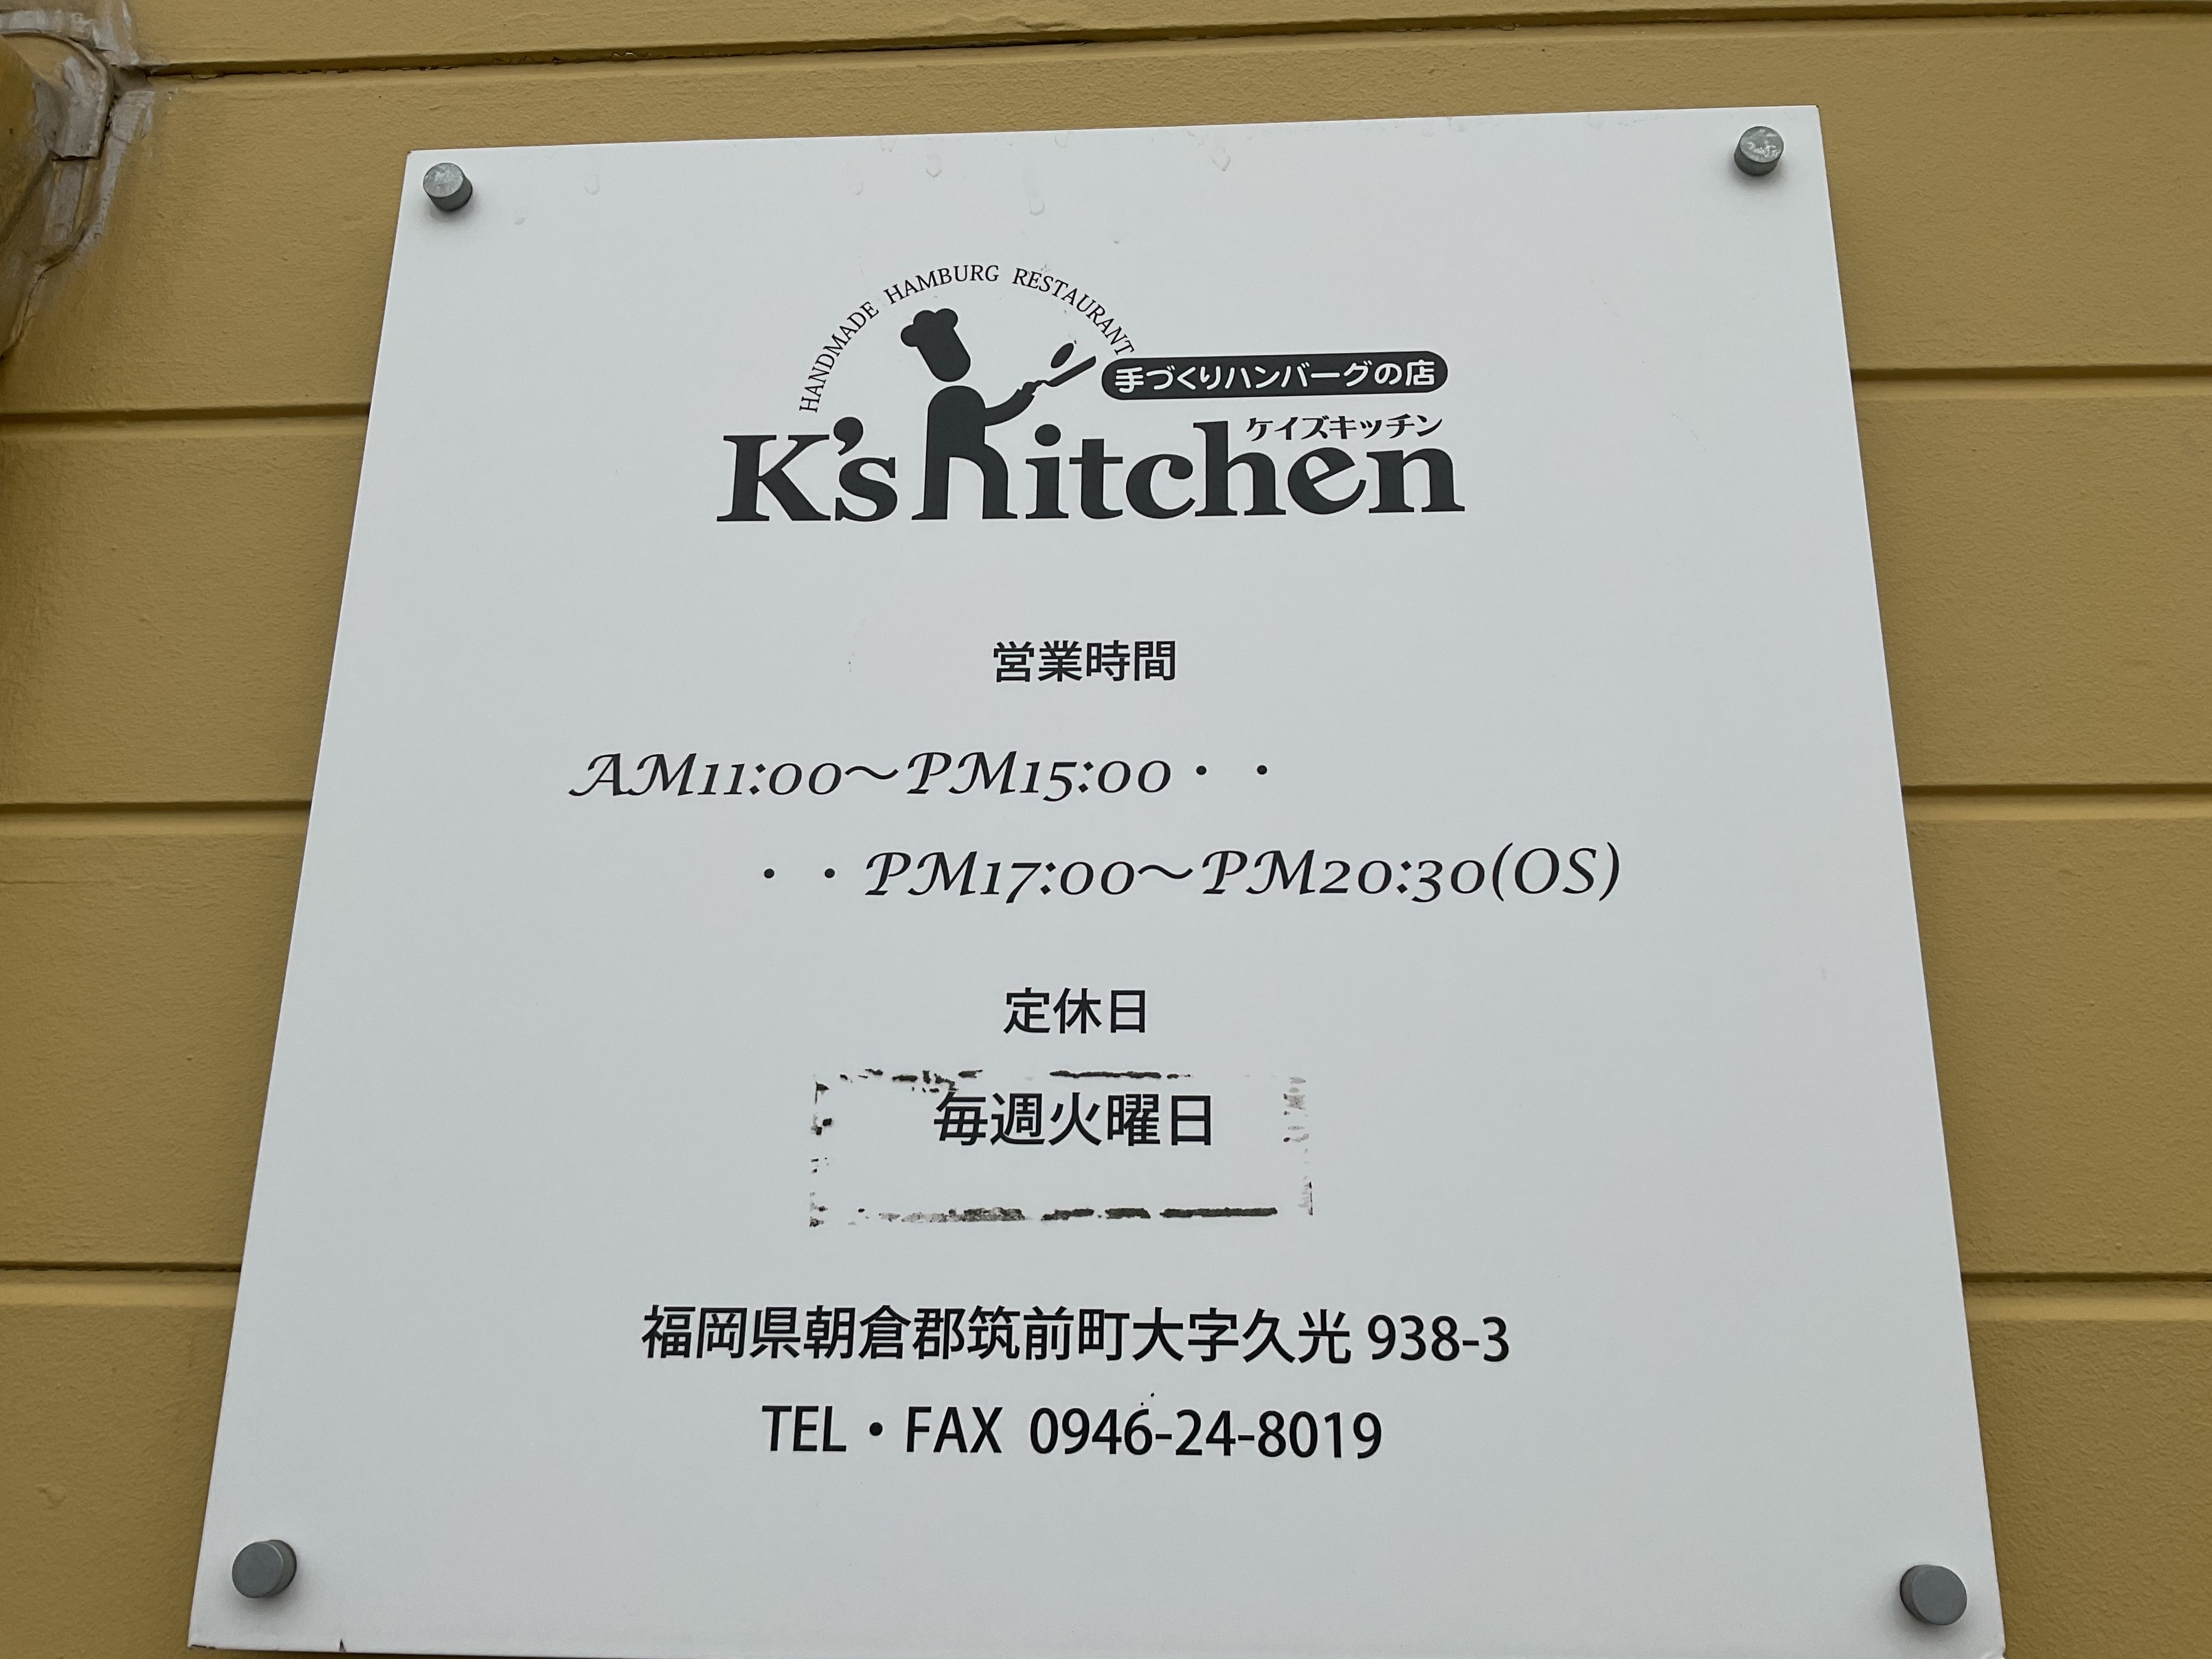 HANDMADE HAMBURG RESTAURANT
手づくりハンバーグの店
ケイズキッチン
K's kitchen
営業時間
AM11:00〜PM15:00・・
・・PM17:00〜PM20:30(OS)
定休日
毎週火曜日
福岡県朝倉郡筑前町大字久光 938-3
TEL・FAX 0946-24-8019